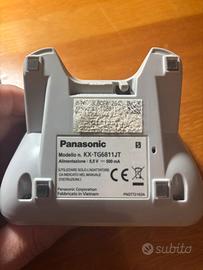 Panasonic
Modello n. KX-TG6811JT
Alimentazione : 5,5 V ⎓ 500 mA
S
(UTILIZZARE SOLO L'ADATTATORE
CA INDICATO NEL MANUALE
D'ISTRUZIONI.)
Panasonic Corporation
Fabbricato in Vietnam
PNQT2162A
subito